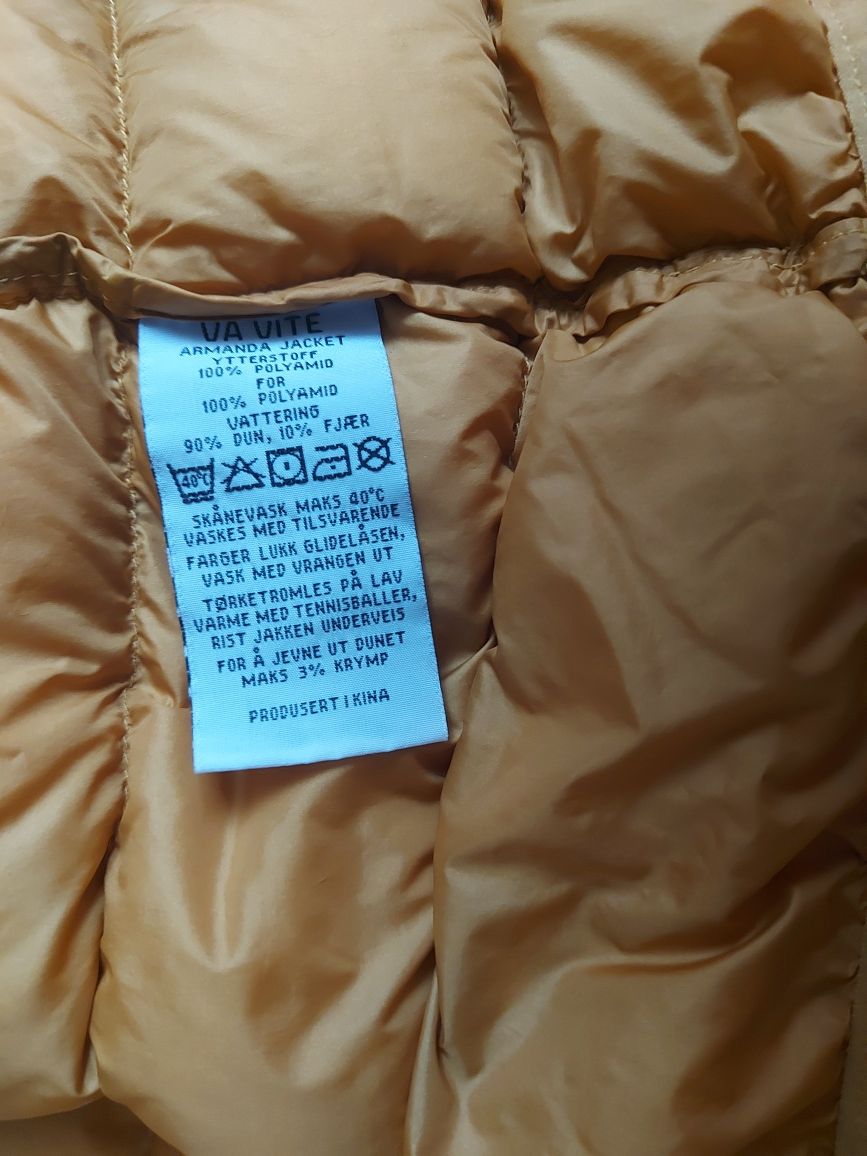 VA VITE
ARMANDA JACKET
YTTERSTOFF
100% POLYAMID
FOR
100% POLYAMID
VATTERING
90% DUN, 10% FJÆR
40°C
SKÅNEVASK MAKS 40°C
VASKES MED TILSVARENDE
FARGER LUKK GLIDELÅSEN,
VASK MED VRANGEN UT
TØRKETROMLES PÅ LAV
VARME MED TENNISBALLER,
RIST JAKKEN UNDERVEIS
FOR Å JEVNE UT DUNET
MAKS 3% KRYMP
PRODUSERT I KINA